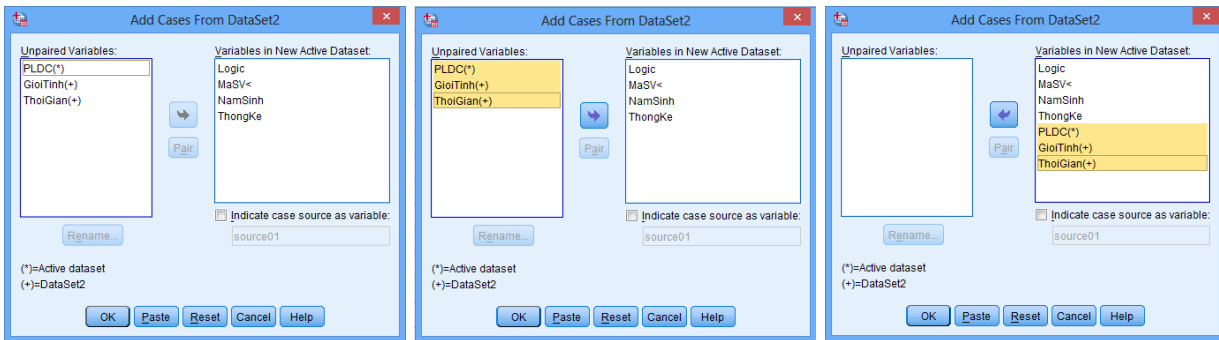 Add Cases From DataSet2
Unpaired Variables:
PLDC(*)
GioiTinh(+)
ThoiGian(+)
Pair
Rename...
Variables in New Active Dataset:
Logic
MaSV<
NamSinh
ThongKe
Indicate case source as variable:
source01
(*)=Active dataset
(+)=DataSet2
OK Paste Reset Cancel Help
Add Cases From DataSet2
Unpaired Variables:
PLDC(*)
GioiTinh(+)
ThoiGian(+)
Pair
Rename...
Variables in New Active Dataset:
Logic
MaSV<
NamSinh
ThongKe
Indicate case source as variable:
source01
(*)=Active dataset
(+)=DataSet2
OK Paste Reset Cancel Help
Add Cases From DataSet2
Unpaired Variables:
Pair
Rename...
Variables in New Active Dataset:
Logic
MaSV<
NamSinh
ThongKe
PLDC(*)
GioiTinh(+)
ThoiGian(+)
Indicate case source as variable:
source01
(*)=Active dataset
(+)=DataSet2
OK Paste Reset Cancel Help